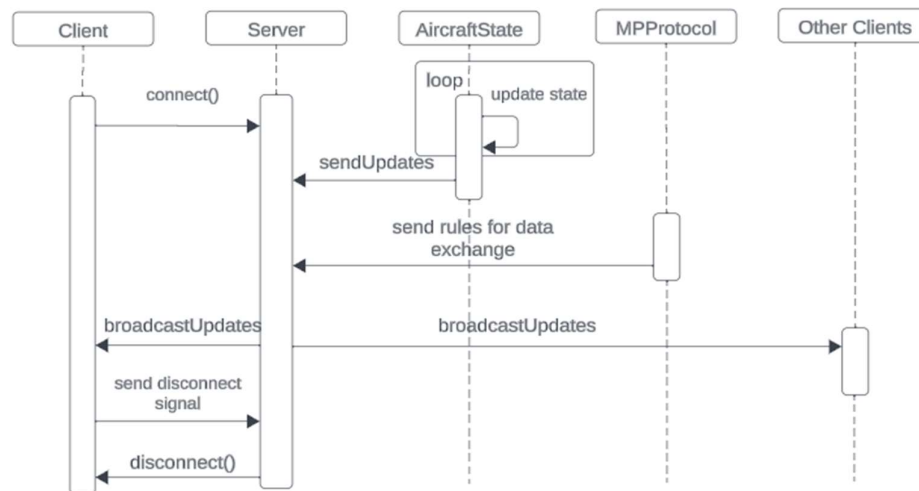 Client
Server
AircraftState
MPProtocol
Other Clients
loop
update state
connect()
sendUpdates
send rules for data
exchange
broadcastUpdates
broadcastUpdates
send disconnect
signal
disconnect()